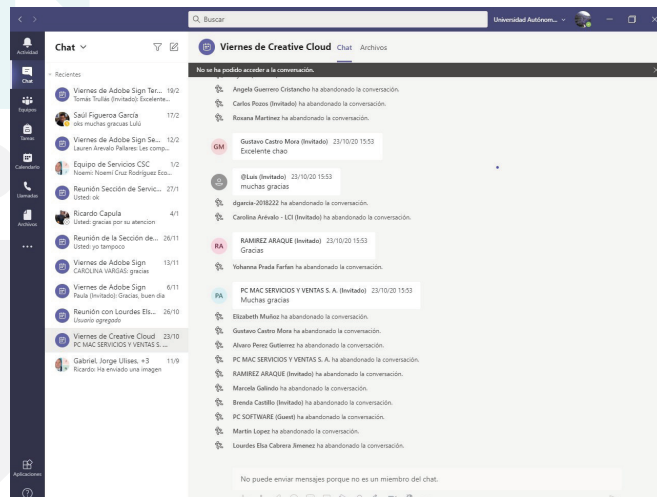 Buscar
Universidad Autónom...
Actividad
Chat
Equipos
Tareas
Calendario
Llamadas
Archivos
Aplicaciones
Chat
Recientes
Viernes de Adobe Sign Ter... 19/2
Tomás Trullás (Invitado): Excelente...
Saúl Figueroa García 17/2
oks muchas gracuas Lulú
Viernes de Adobe Sign Se... 12/2
Lauren Arevalo Pallares: Les comp...
Equipo de Servicios CSC 1/2
Noemii Noemi Cruz Rodríguez Eco...
Reunión Sección de Servic... 27/1
Usted: ok
Ricardo Capula 4/1
Usted: gracias por su atencion
Reunión de la Sección de... 26/11
Usted: yo tampoco
Viernes de Adobe Sign 13/11
CAROLINA VARGAS: gracias
Viernes de Adobe Sign 6/11
Paula (Invitado): Gracias, buen dia
Reunión con Lourdes Els... 26/10
Usuario agregado
Viernes de Creative Cloud 23/10
PC MAC SERVICIOS Y VENTAS S. ...
Gabriel, Jorge Ulises, +3 11/9
Ricardo: Ha enviado una imagen
Viernes de Creative Cloud Chat Archivos
No se ha podido acceder a la conversación.
Angela Guerrero Cristancho ha abandonado la conversación.
Carlos Pozos (Invitado) ha abandonado la conversación.
Roxana Martinez ha abandonado la conversación.
GM
Gustavo Castro Mora (Invitado) 23/10/20 15:53
Excelente chao
@Luis (Invitado) 23/10/20 15:53
muchas gracias
dgarcia-2018222 ha abandonado la conversación.
Carolina Arévalo - LCI (Invitado) ha abandonado la conversación.
RA
RAMIREZ ARAQUE (Invitado) 23/10/20 15:53
Gracias
Yohanna Prada Farfan ha abandonado la conversación.
PA
PC MAC SERVICIOS Y VENTAS S. A. (Invitado) 23/10/20 15:53
Muchas gracias
Elizabeth Muñoz ha abandonado la conversación.
Gustavo Castro Mora ha abandonado la conversación.
Alvaro Perez Gutierrez ha abandonado la conversación.
PC MAC SERVICIOS Y VENTAS S. A. ha abandonado la conversación.
RAMIREZ ARAQUE (Invitado) ha abandonado la conversación.
Marcela Galindo ha abandonado la conversación.
Brenda Castillo (Invitado) ha abandonado la conversación.
PC SOFTWARE (Guest) ha abandonado la conversación.
Martin Lopez ha abandonado la conversación.
Lourdes Elsa Cabrera Jimenez ha abandonado la conversación.
No puede enviar mensajes porque no es un miembro del chat.